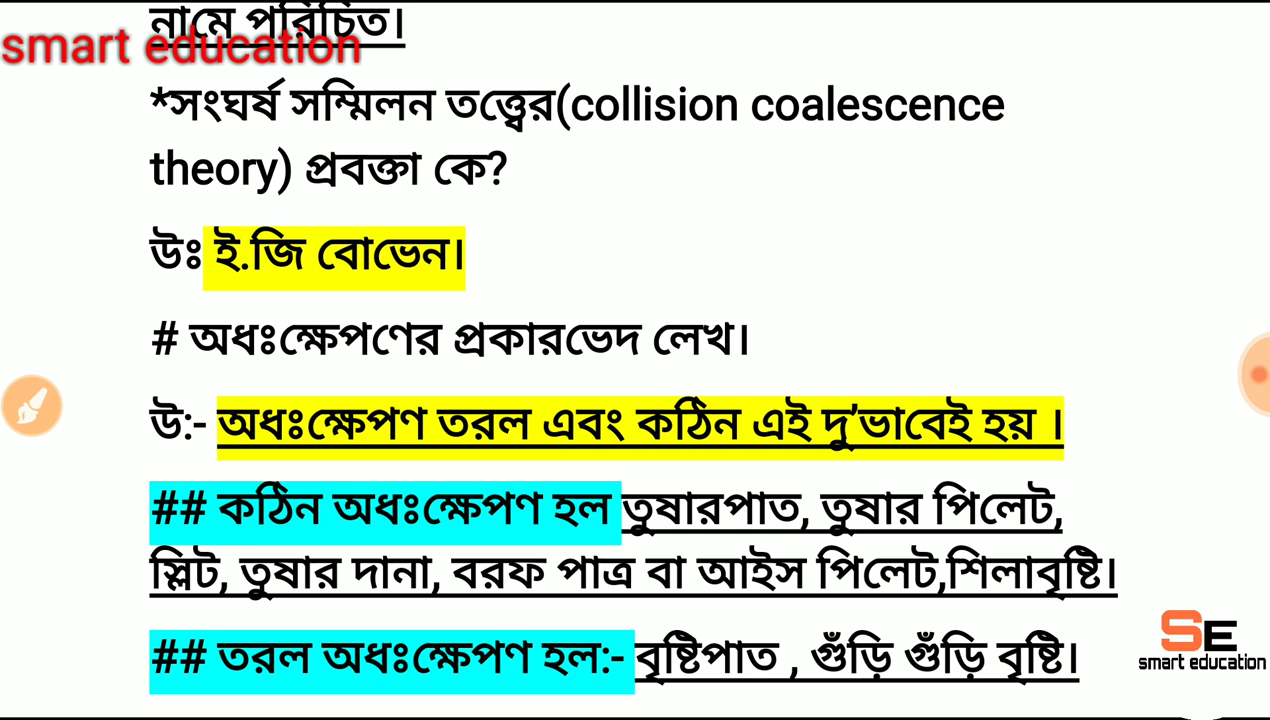 নামে পরিচিত।
smart education
*সংঘর্ষ সম্মিলন তত্ত্বের(collision coalescence
theory) প্রবক্তা কে?
উঃ ই.জি বোভেন।
# অধঃক্ষেপণের প্রকারভেদ লেখ।
উ:- অধঃক্ষেপণ তরল এবং কঠিন এই দু’ভাবেই হয় ।
## কঠিন অধঃক্ষেপণ হল তুষারপাত, তুষার পিলেট,
স্লিট, তুষার দানা, বরফ পাত্র বা আইস পিলেট,শিলাবৃষ্টি।
## তরল অধঃক্ষেপণ হল:- বৃষ্টিপাত , গুঁড়ি গুঁড়ি বৃষ্টি।
SE
smart education